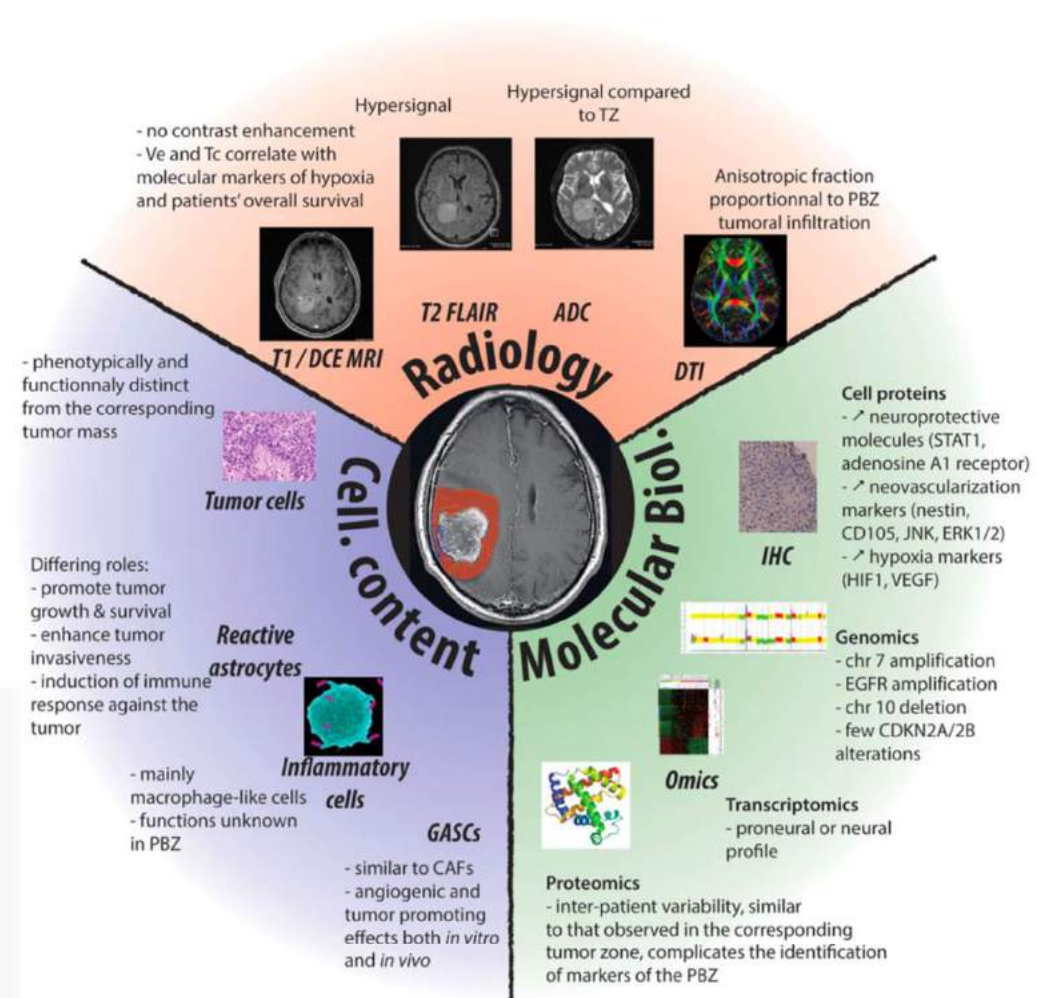 Hypersignal
Hypersignal compared
to TZ
- no contrast enhancement
- Ve and Tc correlate with
molecular markers of hypoxia
and patients' overall survival
Anisotropic fraction
proportionnal to PBZ
tumoral infiltration
T2 FLAIR
ADC
T1 / DCE MRI
DTI
Radiology
- phenotypically and
functionnaly distinct
from the corresponding
tumor mass
Tumor cells
Cell. content
Differing roles:
- promote tumor
growth & survival
- enhance tumor
invasiveness
- induction of immune
response against the
tumor
Reactive
astrocytes
Inflammatory
cells
- mainly
macrophage-like cells
- functions unknown
in PBZ
GASCs
- similar to CAFs
- angiogenic and
tumor promoting
effects both in vitro
and in vivo
Molecular Biol.
Cell proteins
- ↗ neuroprotective
molecules (STAT1,
adenosine A1 receptor)
- ↗ neovascularization
markers (nestin,
CD105, JNK, ERK1/2)
- ↗ hypoxia markers
(HIF1, VEGF)
IHC
Genomics
- chr 7 amplification
- EGFR amplification
- chr 10 deletion
- few CDKN2A/2B
alterations
Omics
Transcriptomics
- proneural or neural
profile
Proteomics
- inter-patient variability, similar
to that observed in the corresponding
tumor zone, complicates the identification
of markers of the PBZ